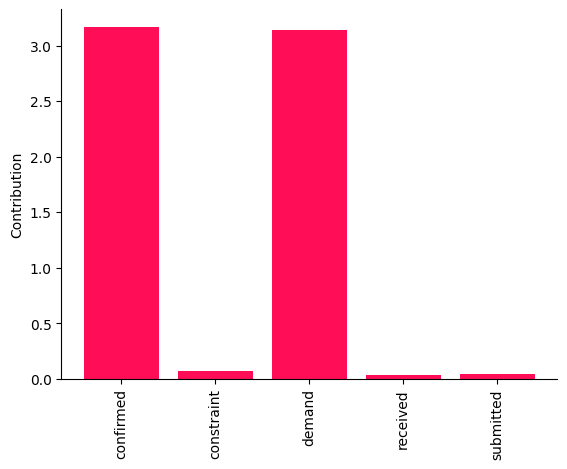 Contribution
3.0
2.5
2.0
1.5
1.0
0.5
0.0
confirmed
constraint
demand
received
submitted